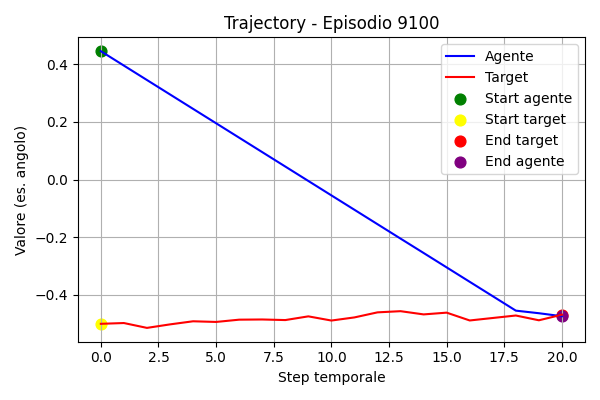 Trajectory - Episodio 9100
Valore (es. angolo)
0.4
0.2
0.0
−0.2
−0.4
Agente
Target
Start agente
Start target
End target
End agente
0.0 2.5 5.0 7.5 10.0 12.5 15.0 17.5 20.0
Step temporale